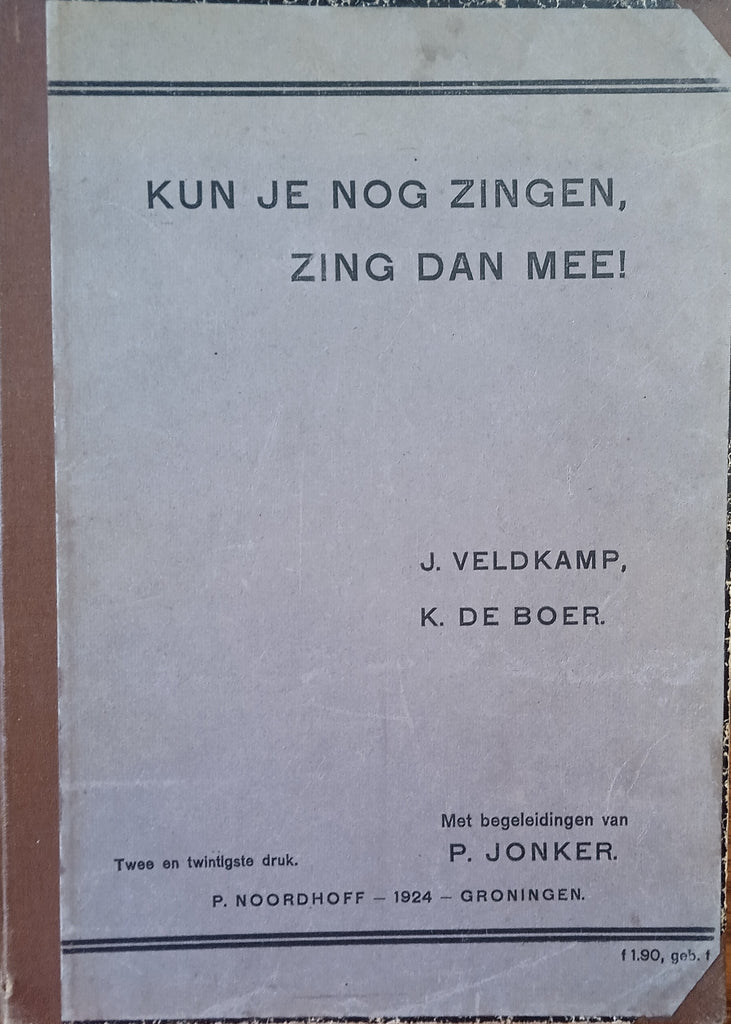 KUN JE NOG ZINGEN,
ZING DAN MEE!
J. VELDKAMP,
K. DE BOER.
Met begeleidingen van
P. JONKER.
Twee en twintigste druk.
P. NOORDHOFF – 1924 – GRONINGEN.
f 1.90, geb. f